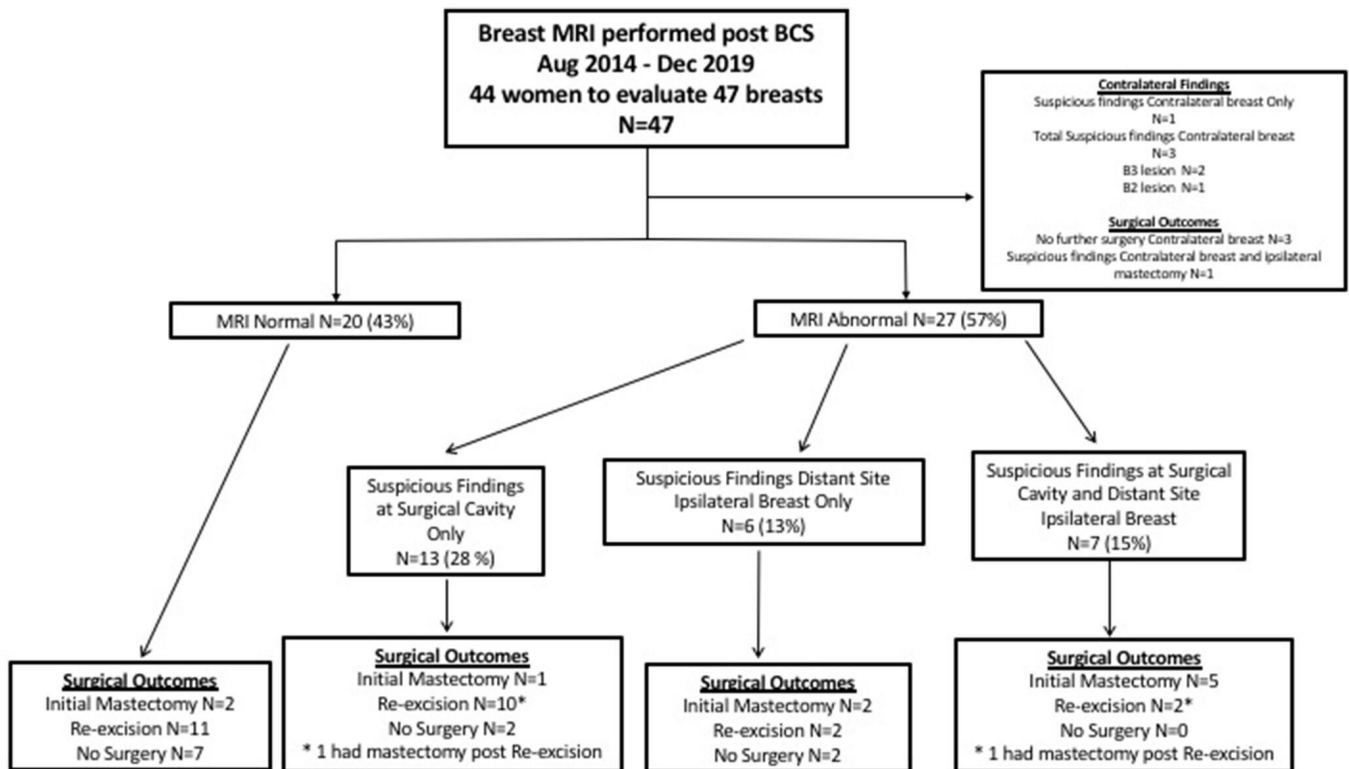 Breast MRI performed post BCS
Aug 2014 - Dec 2019
44 women to evaluate 47 breasts
N=47
Contralateral Findings
Suspicious findings Contralateral breast Only
N=1
Total Suspicious findings Contralateral breast
N=3
B3 lesion N=2
B2 lesion N=1
Surgical Outcomes
No further surgery Contralateral breast N=3
Suspicious findings Contralateral breast and ipsilateral
mastectomy N=1
MRI Normal N=20 (43%)
MRI Abnormal N=27 (57%)
Suspicious Findings
at Surgical Cavity
Only
N=13 (28 %)
Suspicious Findings Distant Site
Ipsilateral Breast Only
N=6 (13%)
Suspicious Findings at Surgical
Cavity and Distant Site
Ipsilateral Breast
N=7 (15%)
Surgical Outcomes
Initial Mastectomy N=2
Re-excision N=11
No Surgery N=7
Surgical Outcomes
Initial Mastectomy N=1
Re-excision N=10*
No Surgery N=2
* 1 had mastectomy post Re-excision
Surgical Outcomes
Initial Mastectomy N=2
Re-excision N=2
No Surgery N=2
Surgical Outcomes
Initial Mastectomy N=5
Re-excision N=2*
No Surgery N=0
* 1 had mastectomy post Re-excision